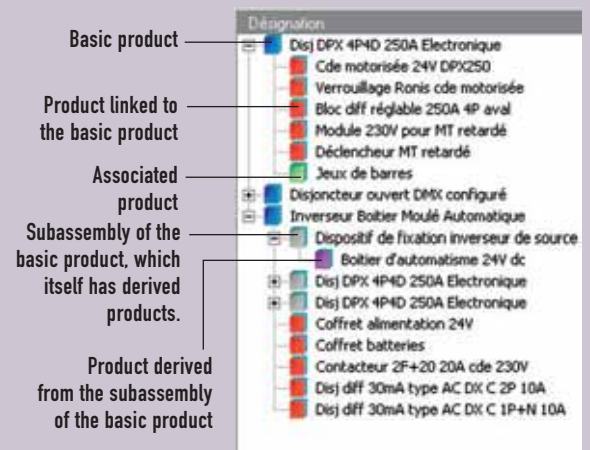 Désignation
Basic product
Disj DPX 4P4D 250A Electronique
Cde motorisée 24V DPX250
Verrouillage Ronis cde motorisée
Product linked to
the basic product
Bloc diff réglable 250A 4P aval
Module 230V pour MT retardé
Déclencheur MT retardé
Associated
product
Jeux de barres
Disjoncteur ouvert DMX configuré
Inverseur Boitier Moulé Automatique
Subassembly of the
basic product, which
itself has derived
products.
Dispositif de fixation inverseur de source
Boitier d'automatisme 24V dc
Disj DPX 4P4D 250A Electronique
Disj DPX 4P4D 250A Electronique
Coffret alimentation 24V
Coffret batteries
Product derived
from the subassembly
of the basic product
Contacteur 2F+20 20A cde 230V
Disj diff 30mA type AC DX C 2P 10A
Disj diff 30mA type AC DX C 1P+N 10A